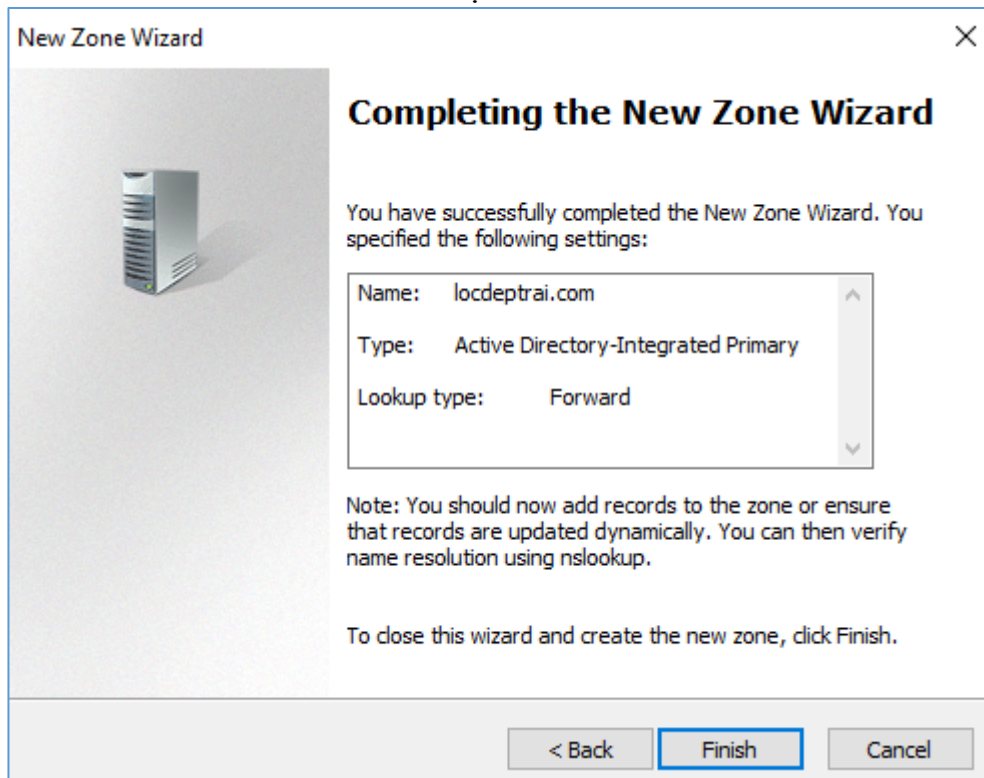 New Zone Wizard
Completing the New Zone Wizard
You have successfully completed the New Zone Wizard. You
specified the following settings:
Name: locdeptrai.com
Type: Active Directory-Integrated Primary
Lookup type: Forward
Note: You should now add records to the zone or ensure
that records are updated dynamically. You can then verify
name resolution using nslookup.
To close this wizard and create the new zone, click Finish.
< Back Finish Cancel